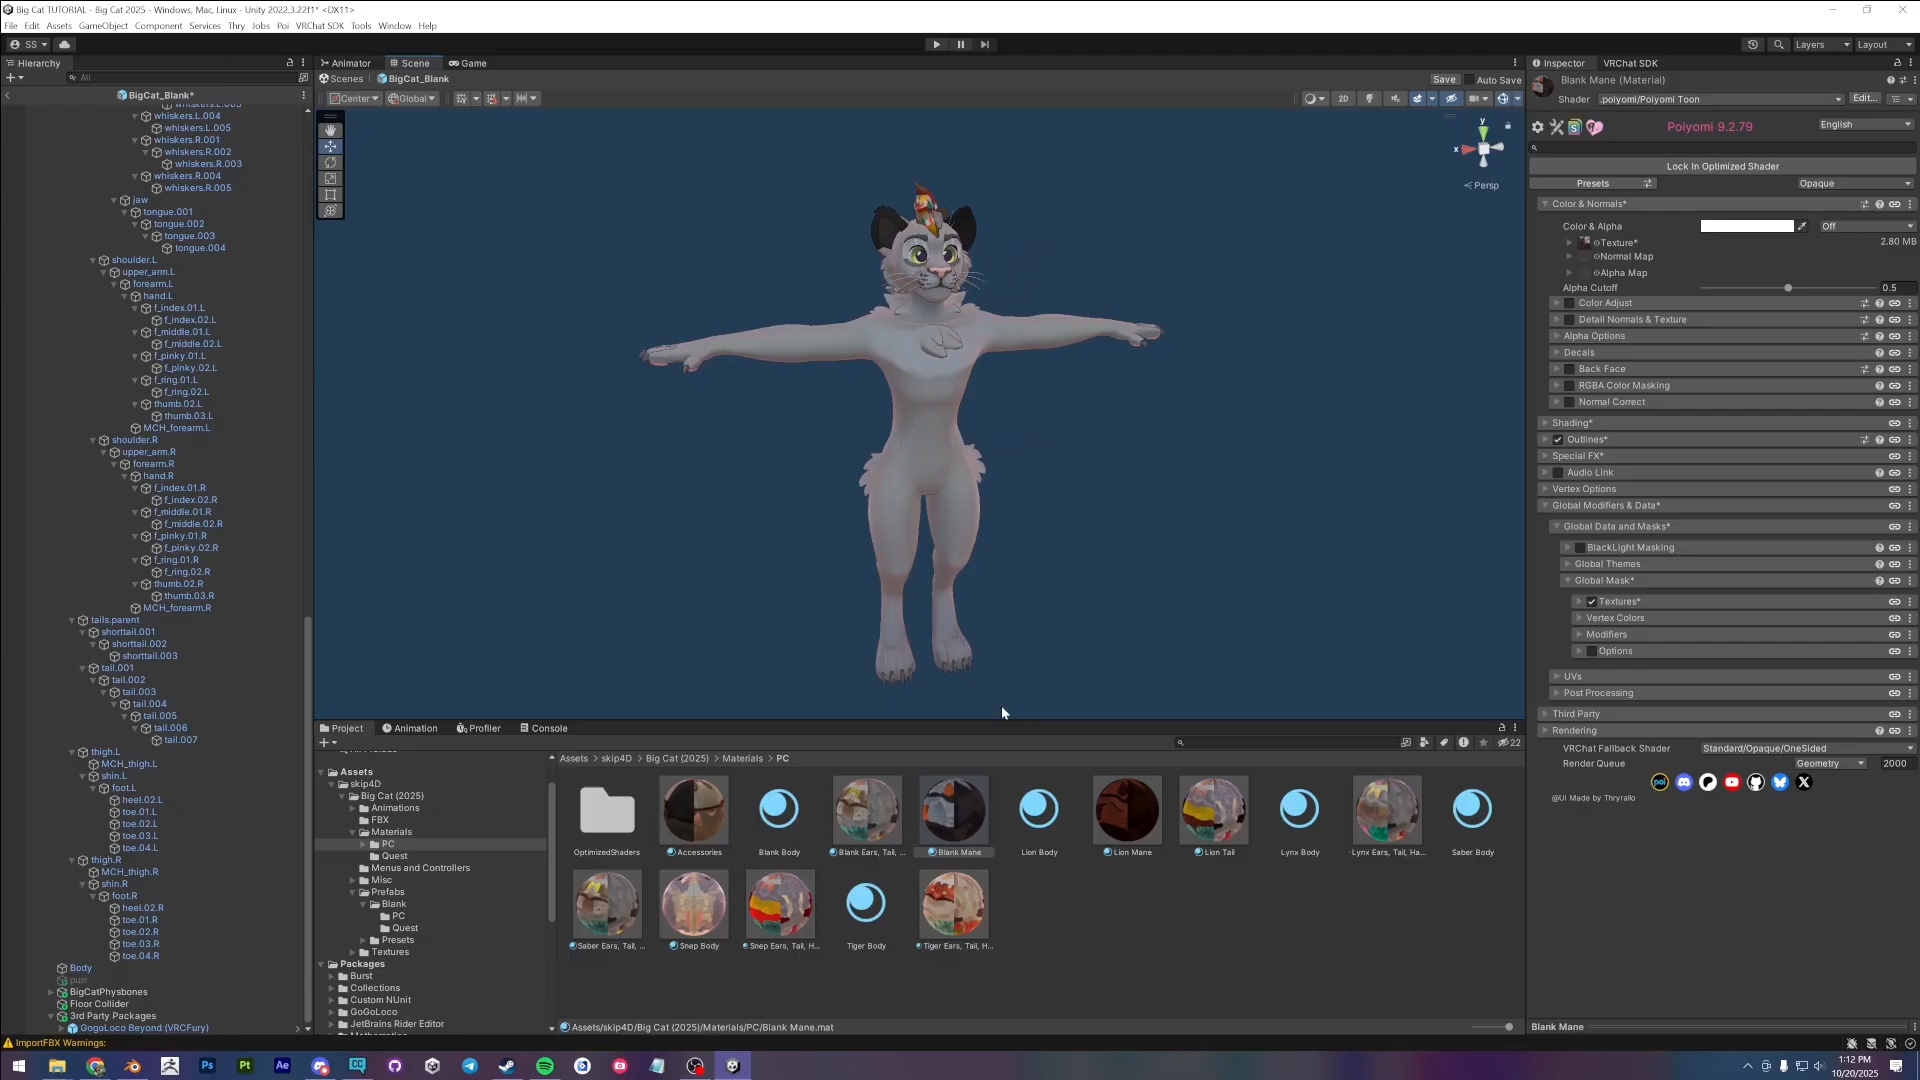 Big Cat TUTORIAL - Big Cat 2025 - Windows, Mac, Linux - Unity 2022.3.22f1* <DX11>
File Edit Assets GameObject Component Services Thry Jobs Poi VRChat SDK Tools Window Help
SS Layers Layout
Hierarchy
All
BigCat_Blank*
whiskers.L.003
whiskers.L.004
whiskers.L.005
whiskers.R.001
whiskers.R.002
whiskers.R.003
whiskers.R.004
whiskers.R.005
jaw
tongue.001
tongue.002
tongue.003
tongue.004
shoulder.L
upper_arm.L
forearm.L
hand.L
f_index.01.L
f_index.02.L
f_middle.01.L
f_middle.02.L
f_pinky.01.L
f_pinky.02.L
f_ring.01.L
f_ring.02.L
thumb.02.L
thumb.03.L
MCH_forearm.L
shoulder.R
upper_arm.R
forearm.R
hand.R
f_index.01.R
f_index.02.R
f_middle.01.R
f_middle.02.R
f_pinky.01.R
f_pinky.02.R
f_ring.01.R
f_ring.02.R
thumb.02.R
thumb.03.R
MCH_forearm.R
tails.parent
shorttail.001
shorttail.002
shorttail.003
tail.001
tail.002
tail.003
tail.004
tail.005
tail.006
tail.007
thigh.L
MCH_thigh.L
shin.L
foot.L
heel.02.L
toe.01.L
toe.02.L
toe.03.L
toe.04.L
thigh.R
MCH_thigh.R
shin.R
foot.R
heel.02.R
toe.01.R
toe.02.R
toe.03.R
toe.04.R
Body
purr
BigCatPhysbones
Floor Collider
3rd Party Packages
GogoLoco Beyond (VRCFury)
Animator Scene Game
Scenes BigCat_Blank
Save Auto Save
Center Global 2D
y
x
Persp
Project Animation Profiler Console
22
Assets
skip4D
Big Cat (2025)
Animations
FBX
Materials
PC
Quest
Menus and Controllers
Misc
Prefabs
Blank
PC
Quest
Presets
Textures
Packages
Burst
Collections
Custom NUnit
GoGoLoco
JetBrains Rider Editor
Assets > skip4D > Big Cat (2025) > Materials > PC
OptimizedShaders Accessories Blank Body Blank Ears, Tail, ... Blank Mane Lion Body Lion Mane Lion Tail Lynx Body Lynx Ears, Tail, Ha... Saber Body
Saber Ears, Tail, ... Snep Body Snep Ears, Tail, H... Tiger Body Tiger Ears, Tail, H...
Assets/skip4D/Big Cat (2025)/Materials/PC/Blank Mane.mat
Inspector VRChat SDK
Blank Mane (Material)
Shader .poiyomi/Poiyomi Toon Edit...
Poiyomi 9.2.79 English
Lock In Optimized Shader
Presets Opaque
Color & Normals*
Color & Alpha Off
Texture* 2.80 MB
Normal Map
Alpha Map
Alpha Cutoff 0.5
Color Adjust
Detail Normals & Texture
Alpha Options
Decals
Back Face
RGBA Color Masking
Normal Correct
Shading*
Outlines*
Special FX*
Audio Link
Vertex Options
Global Modifiers & Data*
Global Data and Masks*
BlackLight Masking
Global Themes
Global Mask*
Textures*
Vertex Colors
Modifiers
Options
UVs
Post Processing
Third Party
Rendering
VRChat Fallback Shader Standard/Opaque/OneSided
Render Queue Geometry 2000
poi
@UI Made by Thryrallo
Blank Mane
ImportFBX Warnings:
Ps Pt Ae CC
1:12 PM
10/20/2025